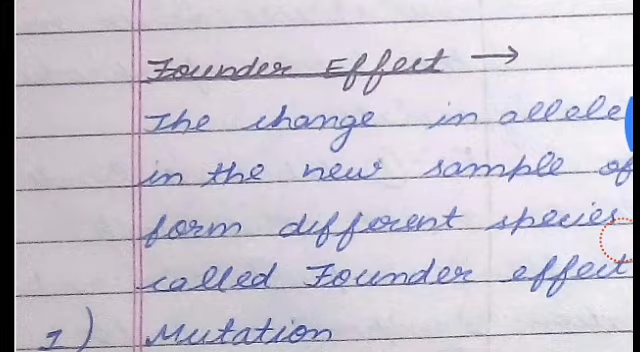 Founder Effect →
The change in allele
in the new sample of
form different species
called Founder effect
1) Mutation